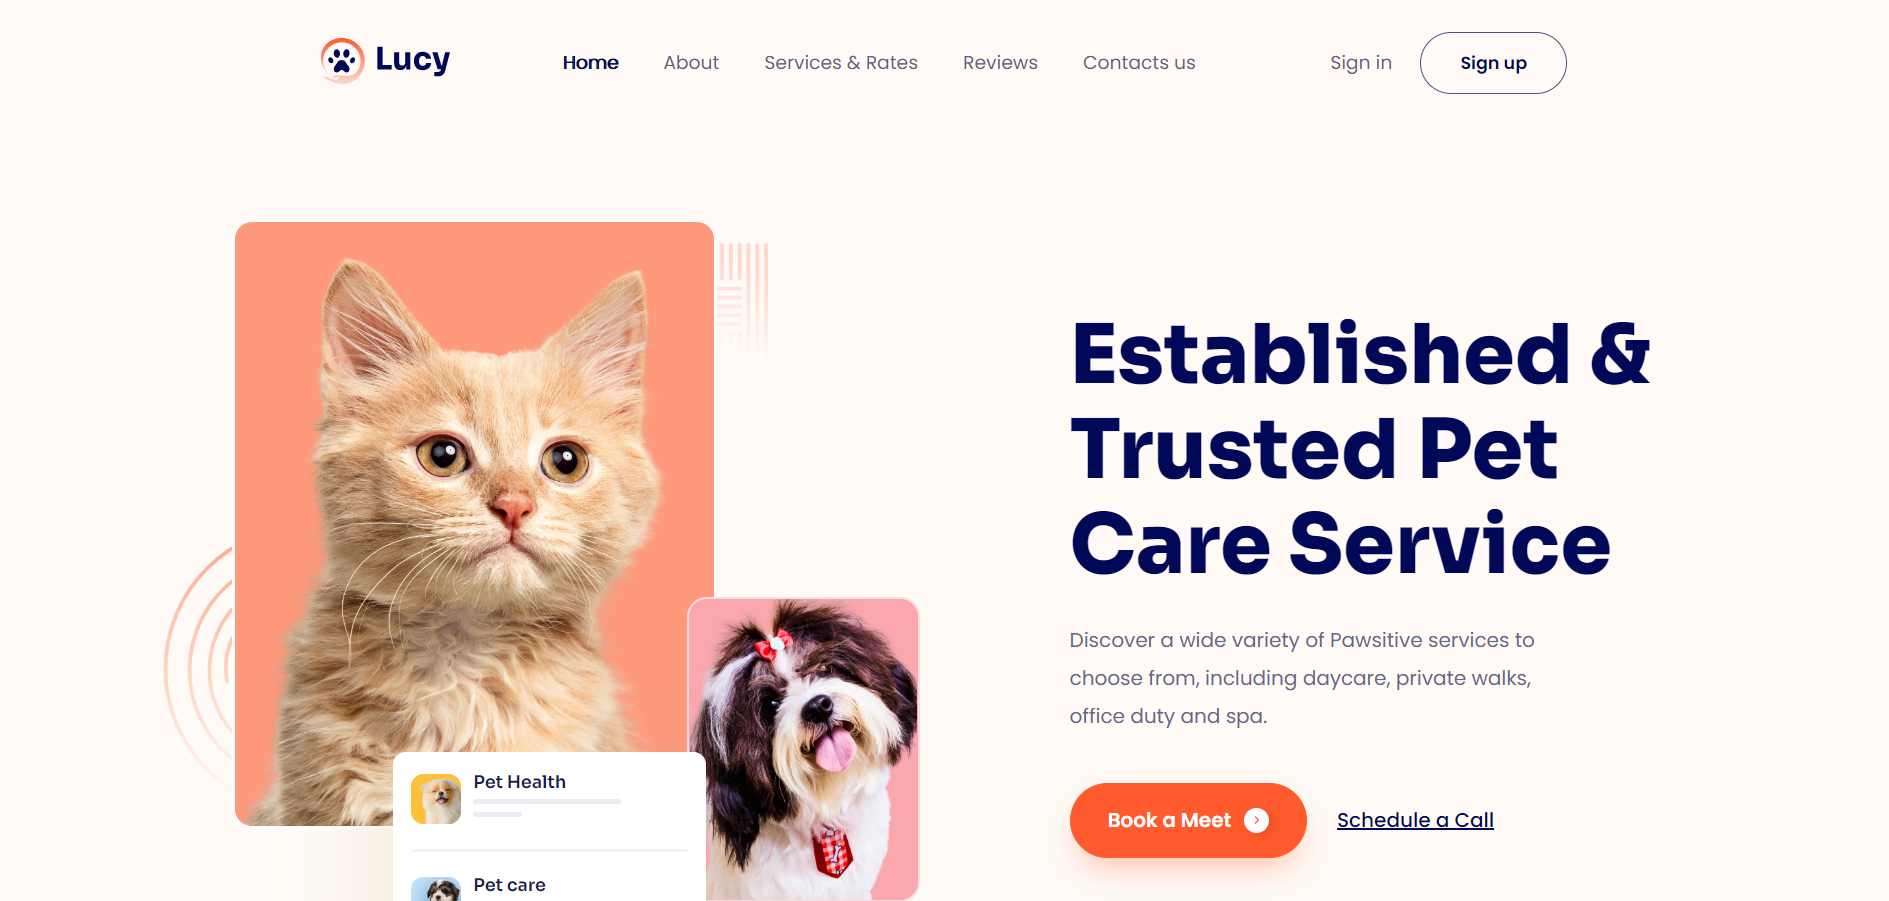 Lucy
Home
About
Services & Rates
Reviews
Contacts us
Sign in
Sign up
Established &
Trusted Pet
Care Service
Discover a wide variety of Pawsitive services to
choose from, including daycare, private walks,
office duty and spa.
Book a Meet
Schedule a Call
Pet Health
Pet care